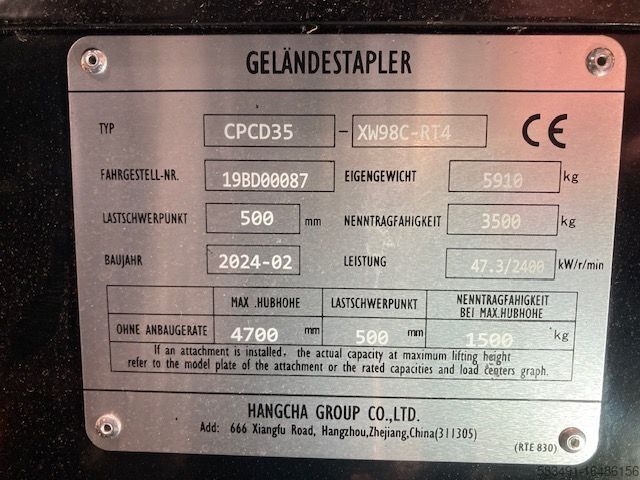 GELÄNDESTAPLER
TYP CPCD35 - XW98C-RT4 CE
FAHRGESTELL-NR. 19BD00087 EIGENGEWICHT 5910 kg
LASTSCHWERPUNKT 500 mm NENNTRAGFAHIGKEIT 3500 kg
BAUJAHR 2024-02 LEISTUNG 47.3/2400 kW/r/min
MAX .HUBHOHE LASTSCHWERPUNKT NENNTRAGFAHIGKEIT
BEI MAX.HUBHOHE
OHNE ANBAUGERATE 4700 mm 500 mm 1500 kg
If an attachment is installed, the actual capacity at maximum lifting height
refer to the model plate of the attachment or the rated capacities and load centers graph.
HANGCHA GROUP CO.,LTD.
Add: 666 Xiangfu Road, Hangzhou,Zhejiang,China(311305)
(RTE 830)
583491-16486156